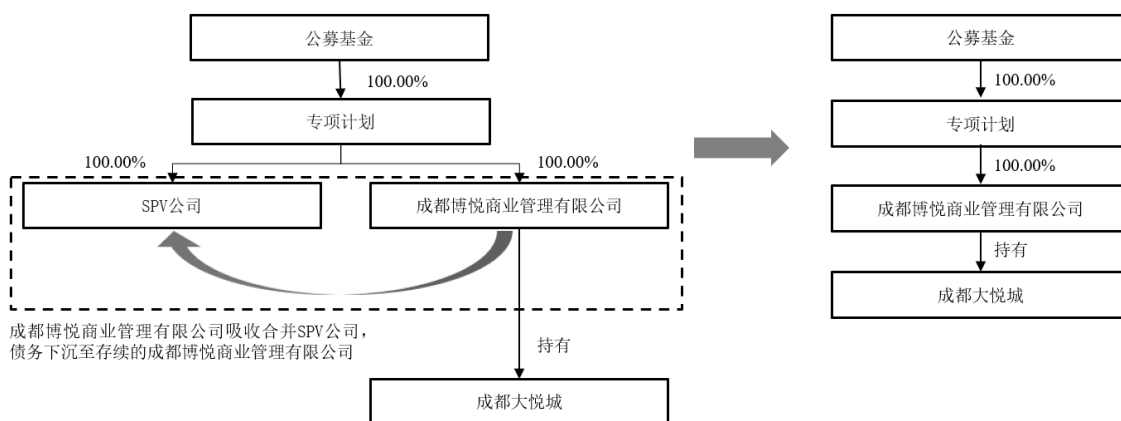 公募基金
100.00%
专项计划
100.00%
100.00%
SPV公司
成都博悦商业管理有限公司
成都博悦商业管理有限公司吸收合并SPV公司，
债务下沉至存续的成都博悦商业管理有限公司
持有
成都大悦城
公募基金
100.00%
专项计划
100.00%
成都博悦商业管理有限公司
持有
成都大悦城